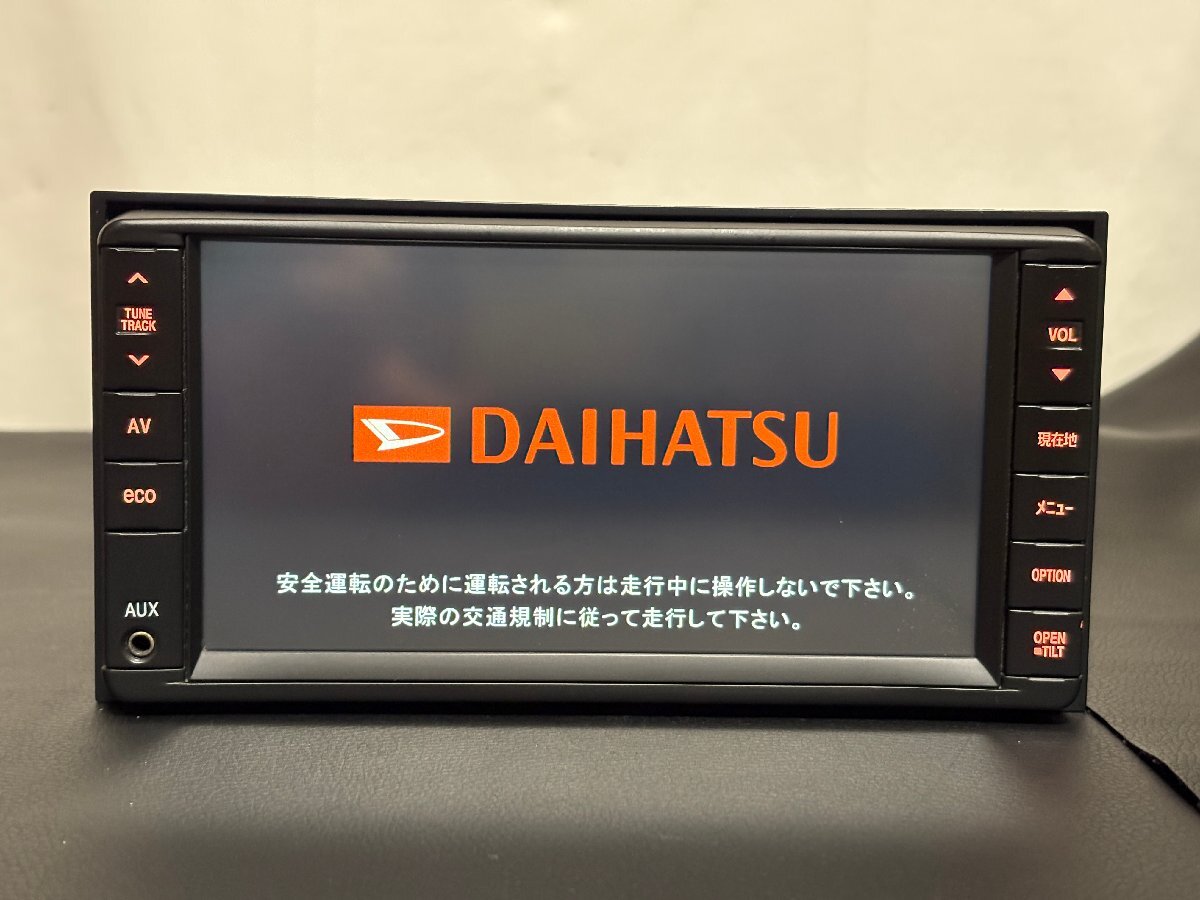 TUNE
TRACK
AV
eco
AUX
DAIHATSU
安全運転のために運転される方は走行中に操作しないで下さい。
実際の交通規制に従って走行して下さい。
VOL
現在地
メニュー
OPTION
OPEN
TILT